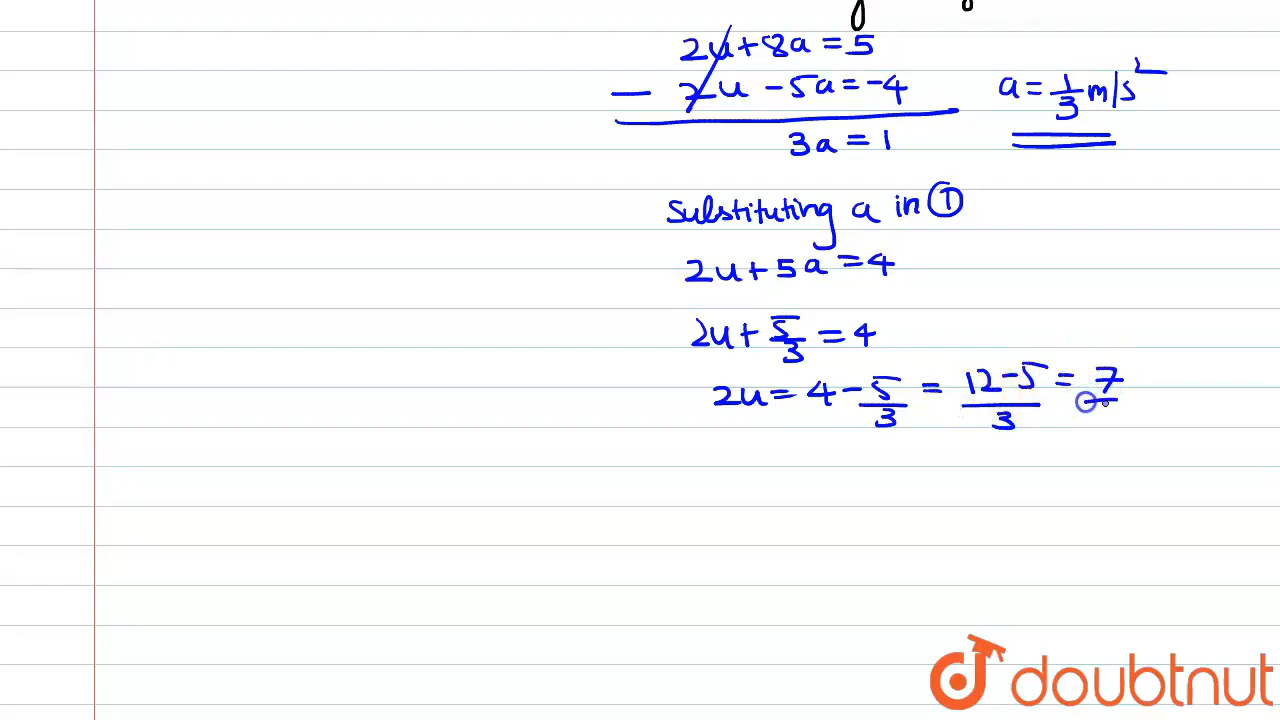 2u + 8a = 5
– 2u – 5a = –4
a = 1/3 m/s²
3a = 1
Substituting a in ①
2u + 5a = 4
2u + 5/3 = 4
2u = 4 – 5/3 = 12 – 5/3 = 7
doubtnut